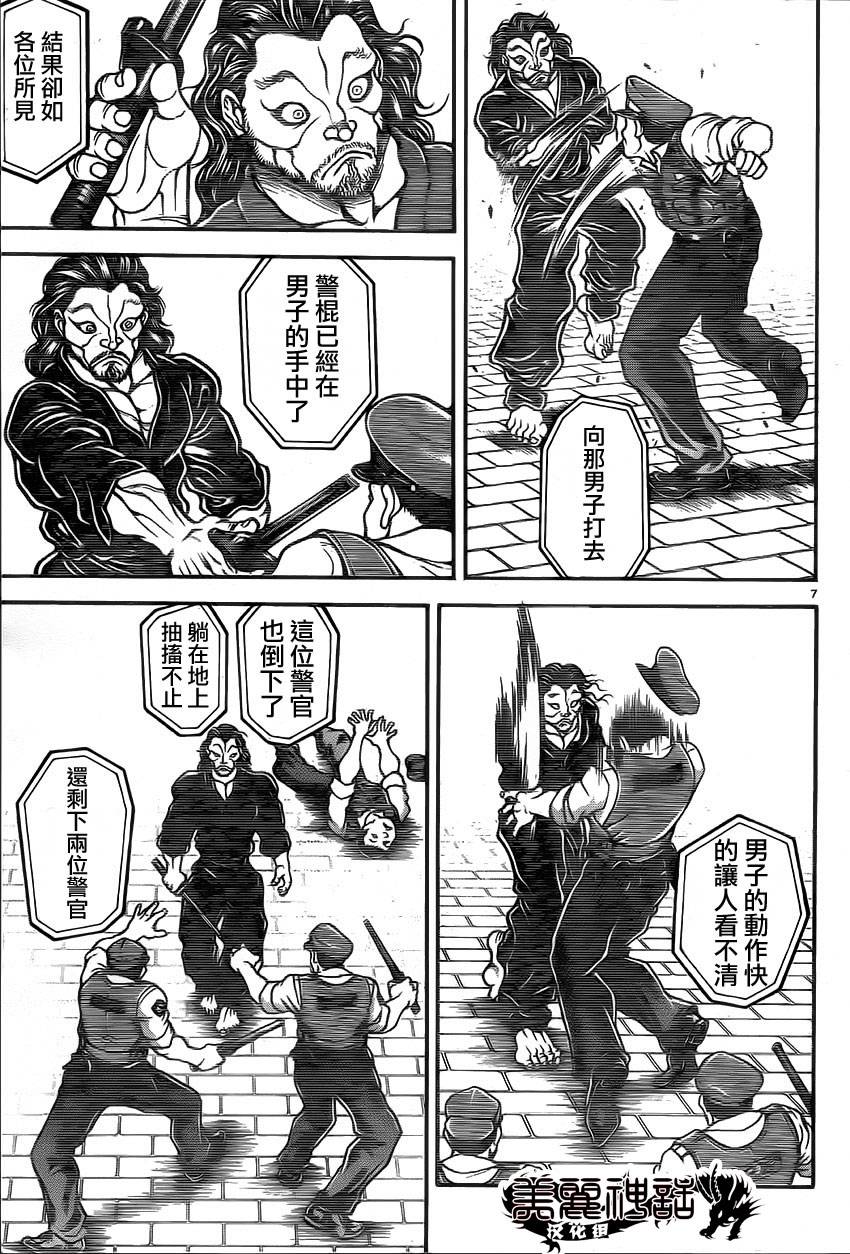 向那男子打去
結果卻如
各位所見
警棍已經在
男子的手中了
7
男子的動作快
的讓人看不清
這位警官
也倒下了
躺在地上
抽搐不止
還剩下兩位警官
美麗神話
漢化組